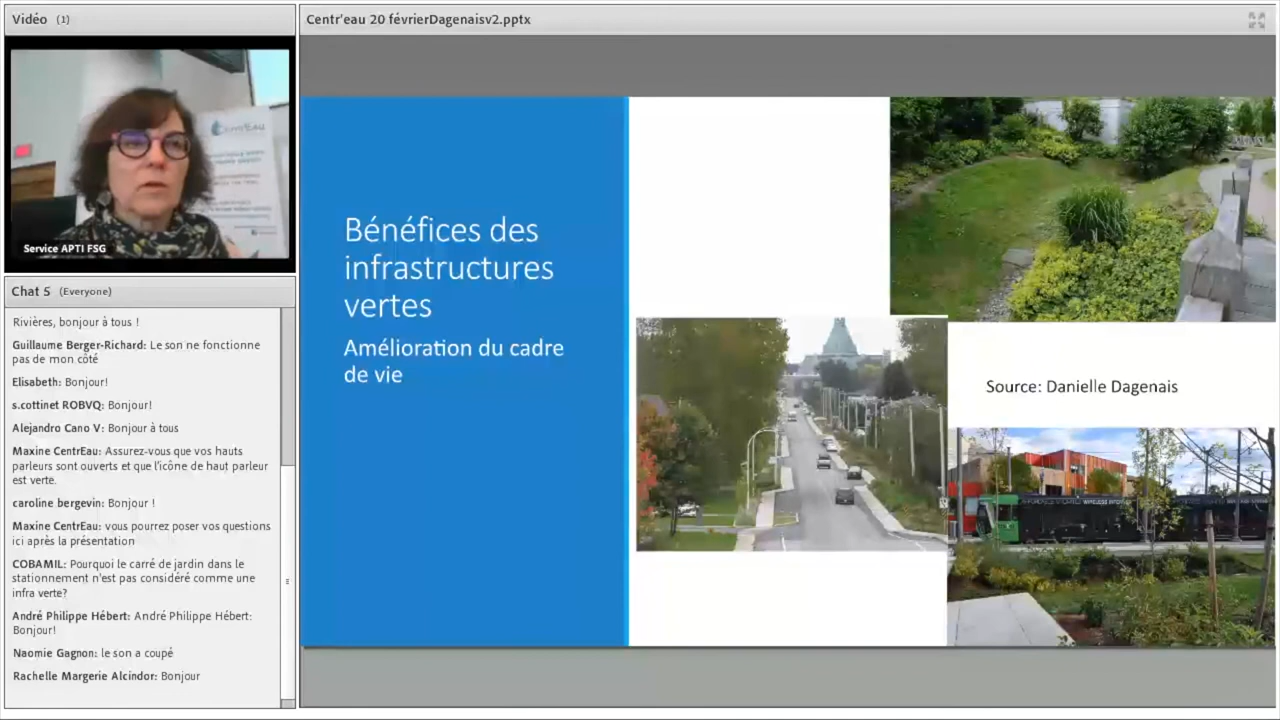 Vidéo (1)
Service APTI FSG
Chat 5 (Everyone)
Rivières, bonjour à tous !
Guillaume Berger-Richard: Le son ne fonctionne
pas de mon côté
Elisabeth: Bonjour!
s.cottinet ROBVQ: Bonjour!
Alejandro Cano V: Bonjour à tous
Maxine CentrEau: Assurez-vous que vos hauts
parleurs sont ouverts et que l'icône de haut parleur
est verte.
caroline bergevin: Bonjour !
Maxine CentrEau: vous pourrez poser vos questions
ici après la présentation
COBAMIL: Pourquoi le carré de jardin dans le
stationnement n'est pas considéré comme une
infra verte?
André Philippe Hébert: André Philippe Hébert:
Bonjour!
Naomie Gagnon: le son a coupé
Rachelle Margerie Alcindor: Bonjour
Centr'eau 20 févrierDagenaisv2.pptx
Bénéfices des
infrastructures
vertes
Amélioration du cadre
de vie
Source: Danielle Dagenais